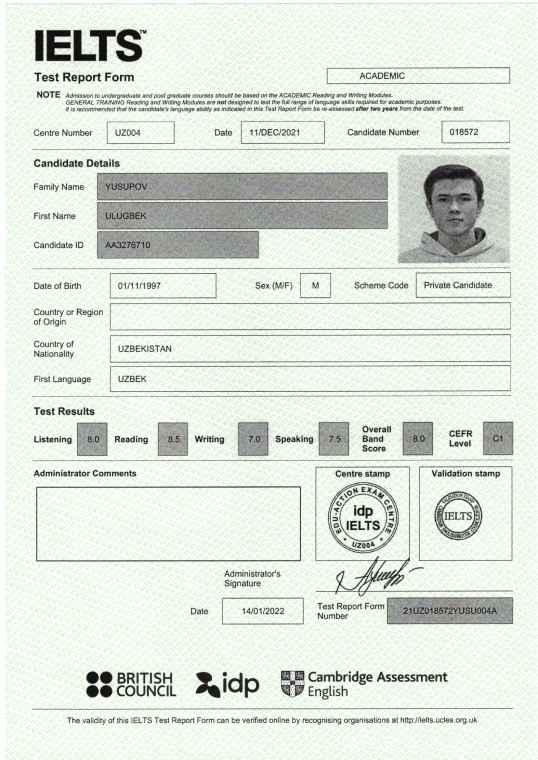 IELTS™
Test Report Form
ACADEMIC
NOTE Admission to undergraduate and post graduate courses should be based on the ACADEMIC Reading and Writing Modules.
GENERAL TRAINING Reading and Writing Modules are not designed to test the full range of language skills required for academic purposes.
It is recommended that the candidate's language ability as indicated in this Test Report Form be re-assessed after two years from the date of the test.
Centre Number UZ004 Date 11/DEC/2021 Candidate Number 018572
Candidate Details
Family Name YUSUPOV
First Name ULUGBEK
Candidate ID AA3276710
Date of Birth 01/11/1997 Sex (M/F) M Scheme Code Private Candidate
Country or Region
of Origin
Country of
Nationality UZBEKISTAN
First Language UZBEK
Test Results
Listening 8.0 Reading 8.5 Writing 7.0 Speaking 7.5 Overall Band Score 8.0 CEFR Level C1
Administrator Comments
Centre stamp
EDU-ACTION EXAM CENTRE
idp
IELTS
UZ004
Validation stamp
IELTS
Administrator's
Signature
Date 14/01/2022
Test Report Form
Number 21UZ018572YUSU004A
BRITISH
COUNCIL
idp
Cambridge Assessment
English
The validity of this IELTS Test Report Form can be verified online by recognising organisations at http://ielts.ucles.org.uk